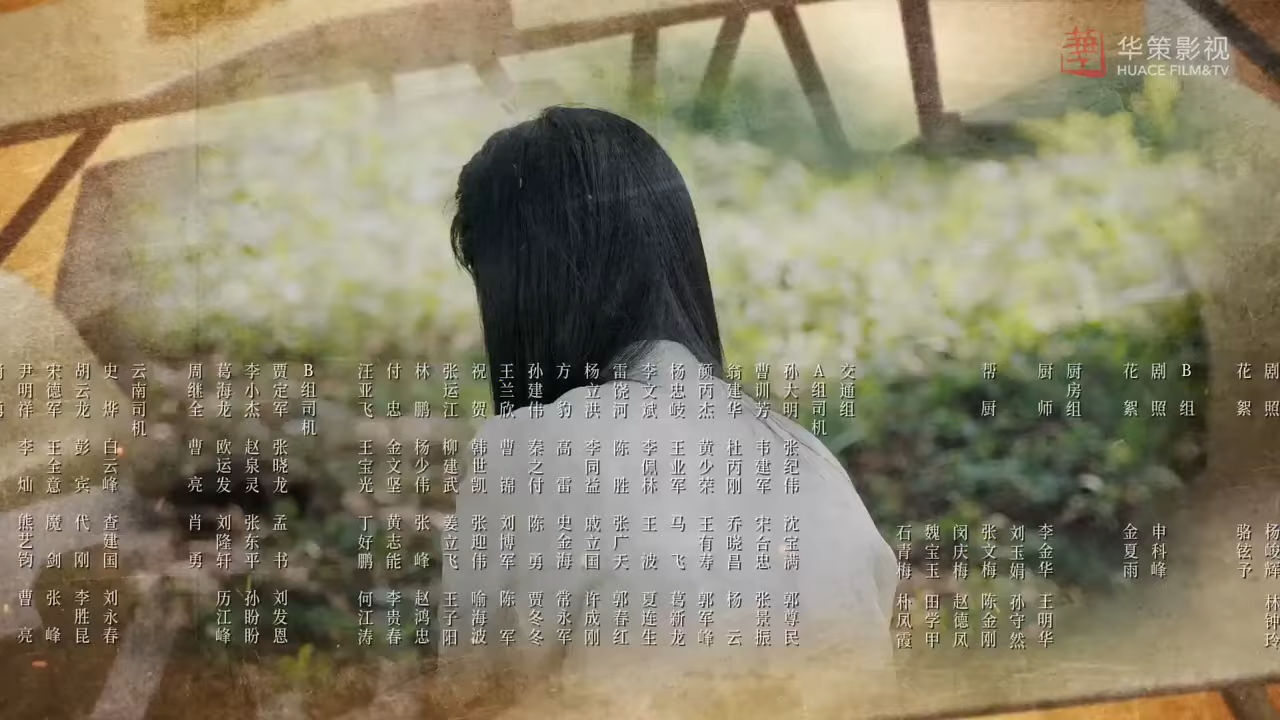 华策影视
HUACE FILM&TV
剧照 杨峻辉 林钟玲
花絮 骆铉予
B组
剧照 申科峰
花絮 金夏雨
厨房组
厨师 李金华 王明华
刘玉娟 孙守然
帮厨 张文梅 陈金刚
闵庆梅 赵德凤
魏宝玉 田学甲
石青梅 朴凤霞
交通组
A组司机
孙大明 张纪伟 沈宝满 郭尊民
曹训芳 韦建军 宋合忠 张景振
翁建华 杜丙刚 乔晓昌 杨云
丙杰 黄少荣 王有寿 郭军峰
杨忠岐 王业军 马飞 葛新龙
李文斌 李佩林 王波 夏连生
雷饶河 陈胜 张广天 郭春红
杨立洪 李同益 戚立国 许成刚
方豹 高雷 史金海 常永军
孙建伟 秦之付 陈勇 贾冬冬
王兰欣 曹锦 刘博军 陈军
祝贺 韩世凯 张迎伟 喻海波
张运江 柳建武 姜立飞 王子阳
林鹏 杨少伟 张峰 赵鸿忠
付忠 金文坚 黄志能 李贵春
汪亚飞 王宝光 丁好鹏 何江涛
B组司机
贾定军 张晓龙 孟书 刘发恩
李小杰 赵泉灵 张东平 孙盼盼
葛海龙 欧运发 刘隆轩 历江峰
周继全 曹亮 肖勇
云南司机
史烨 白云峰 查建国 刘永春
胡云龙 彭宾 代刚 李胜昆
宋德军 王全意 魔剑 张峰
尹明祥 李灿 熊艺钧 曹亮